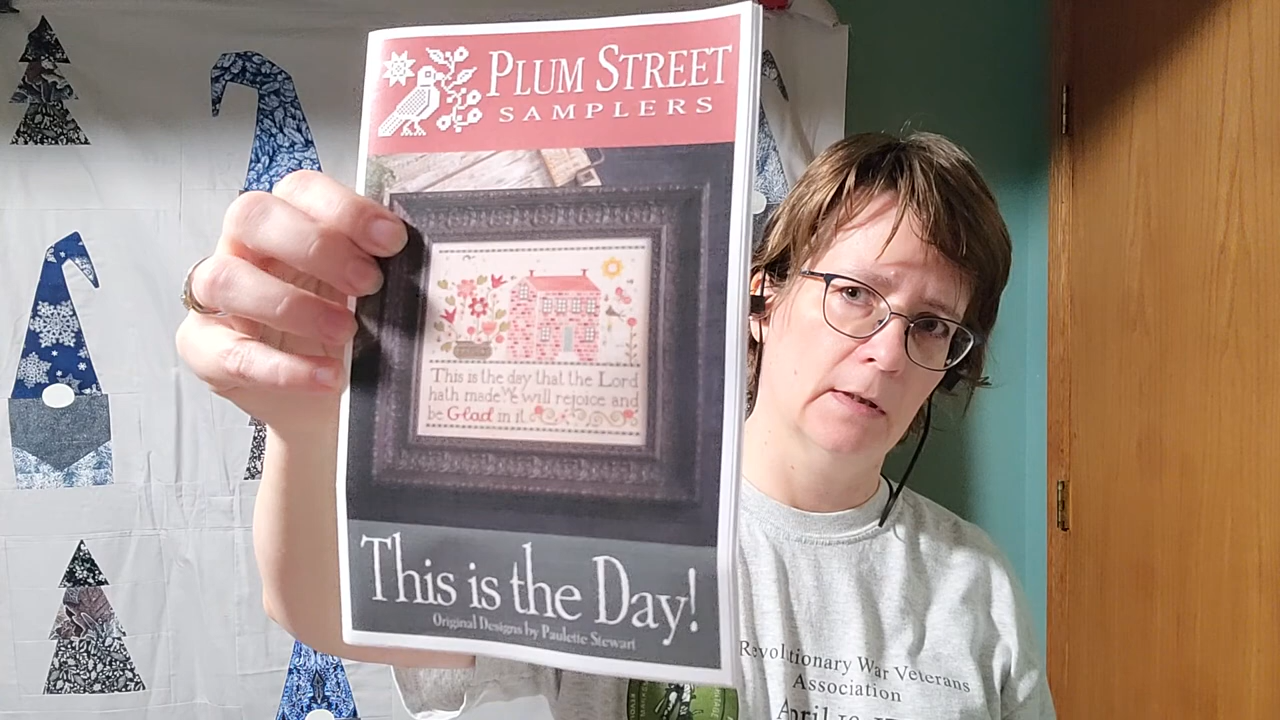 PLUM STREET
SAMPLERS
This is the day that the Lord
hath made. We will rejoice and
be Glad in it
This is the Day!
Original Designs by Paulette Stewart
Revolutionary War Veterans
Association
April